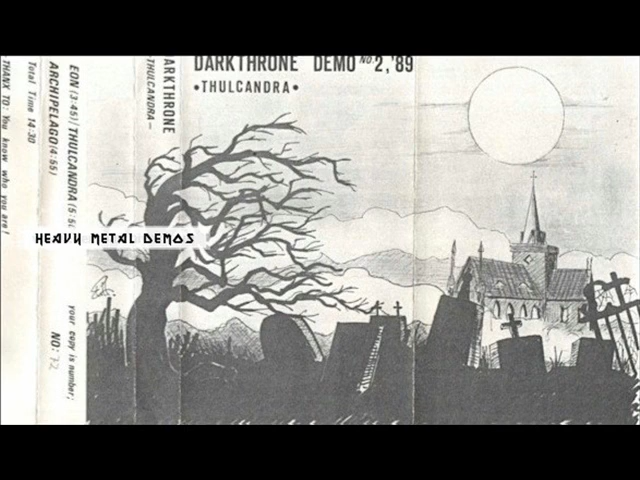 DARKTHRONE DEMO NO. 2, '89
•THULCANDRA•
DARKTHRONE
—THULCANDRA—
EON (3:45)/THULCANDRA (5:50
ARCHIPELAGO (4:55)
Total Time 14:30
THANX TO: You know who you are!
your copy is number;
NO: 72
HEAVY METAL DEMOS